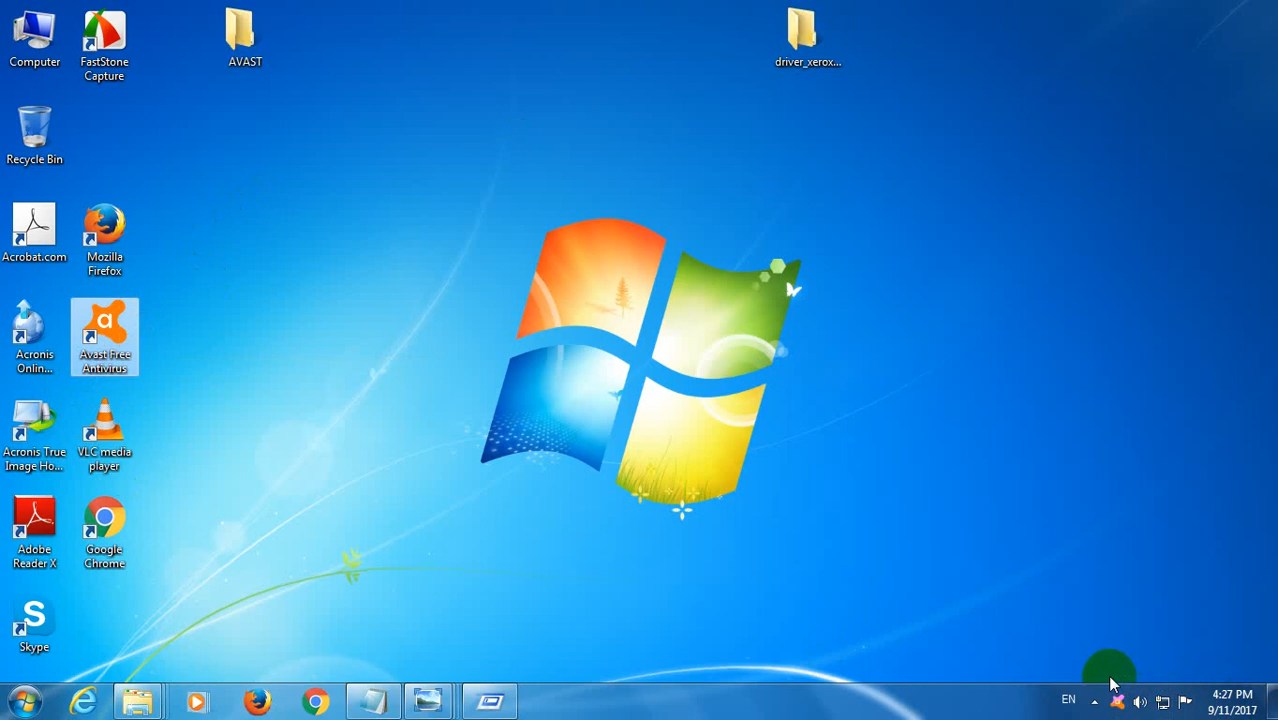 Computer
FastStone
Capture
AVAST
driver_xerox...
Recycle Bin
Acrobat.com
Mozilla
Firefox
Acronis
Online...
Avast Free
Antivirus
Acronis True
Image Ho...
VLC media
player
Adobe
Reader X
Google
Chrome
Skype
EN
4:27 PM
9/11/2017